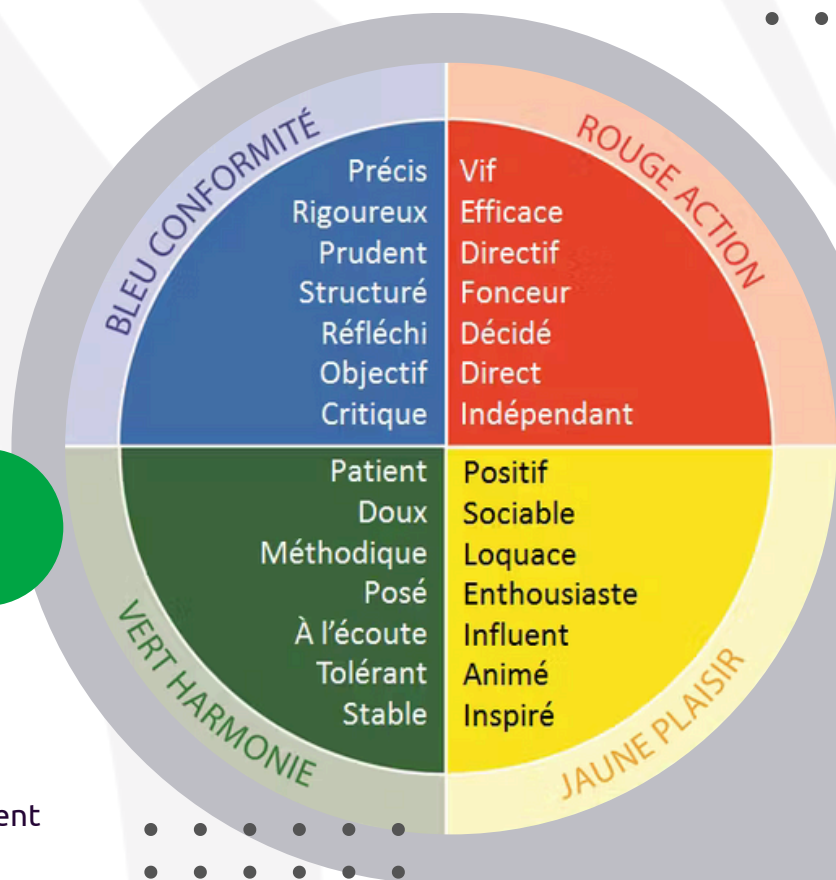 BLEU CONFORMITÉ
Précis
Rigoureux
Prudent
Structuré
Réfléchi
Objectif
Critique
ROUGE ACTION
Vif
Efficace
Directif
Fonceur
Décidé
Direct
Indépendant
VERT HARMONIE
Patient
Doux
Méthodique
Posé
À l'écoute
Tolérant
Stable
JAUNE PLAISIR
Positif
Sociable
Loquace
Enthousiaste
Influent
Animé
Inspiré
ent